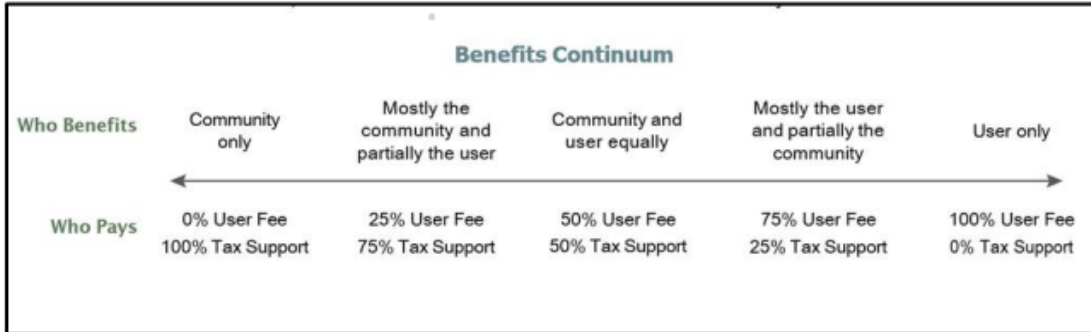 Benefits Continuum
Who Benefits
Community
only
Mostly the
community and
partially the user
Community and
user equally
Mostly the user
and partially the
community
User only
Who Pays
0% User Fee
100% Tax Support
25% User Fee
75% Tax Support
50% User Fee
50% Tax Support
75% User Fee
25% Tax Support
100% User Fee
0% Tax Support